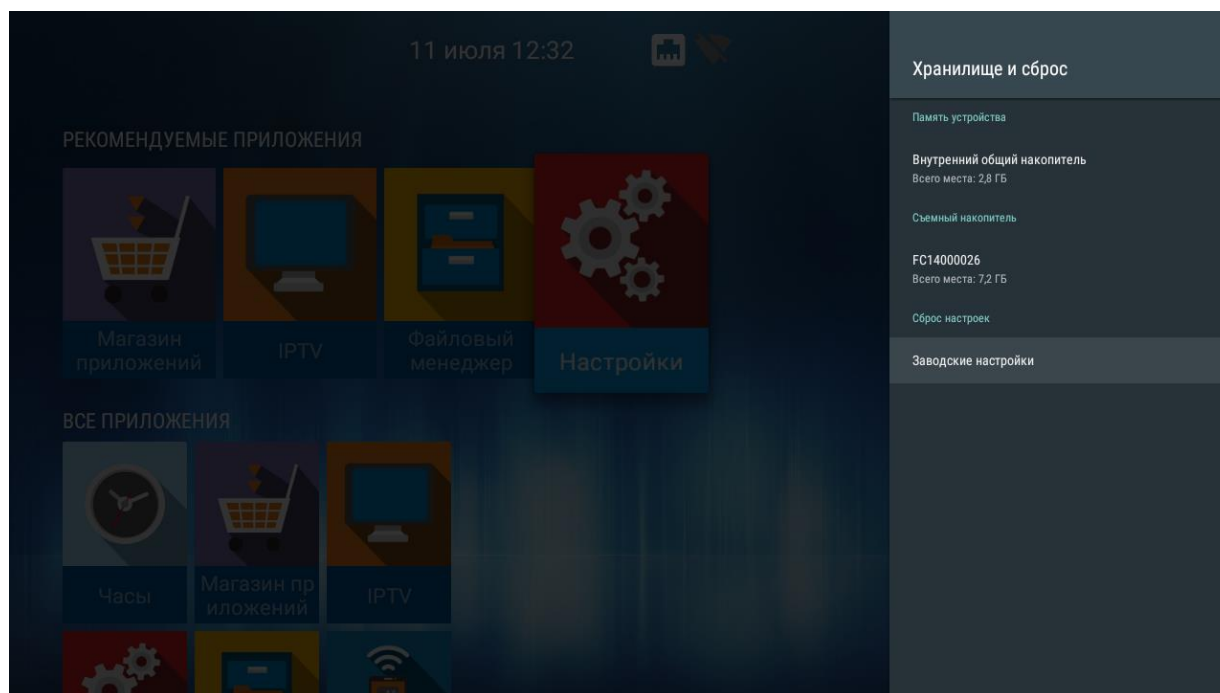 11 июля 12:32
РЕКОМЕНДУЕМЫЕ ПРИЛОЖЕНИЯ
Магазин
приложений
IPTV
Файловый
менеджер
Настройки
ВСЕ ПРИЛОЖЕНИЯ
Часы
Магазин пр
иложений
IPTV
Хранилище и сброс
Память устройства
Внутренний общий накопитель
Всего места: 2,8 ГБ
Съемный накопитель
FC14000026
Всего места: 7,2 ГБ
Сброс настроек
Заводские настройки